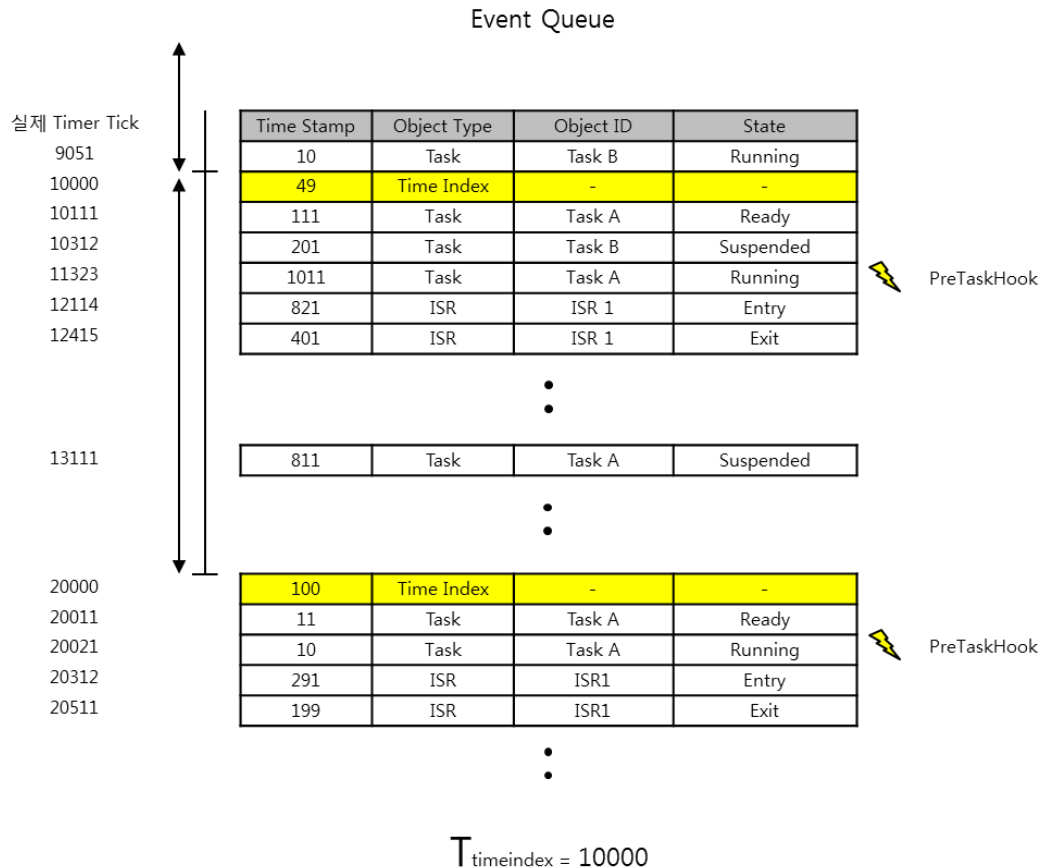 Event Queue
실제 Timer Tick
Time Stamp Object Type Object ID State
9051 10 Task Task B Running
10000 49 Time Index - -
10111 111 Task Task A Ready
10312 201 Task Task B Suspended
11323 1011 Task Task A Running PreTaskHook
12114 821 ISR ISR 1 Entry
12415 401 ISR ISR 1 Exit
13111 811 Task Task A Suspended
20000 100 Time Index - -
20011 11 Task Task A Ready
20021 10 Task Task A Running PreTaskHook
20312 291 ISR ISR1 Entry
20511 199 ISR ISR1 Exit
Ttimeindex = 10000